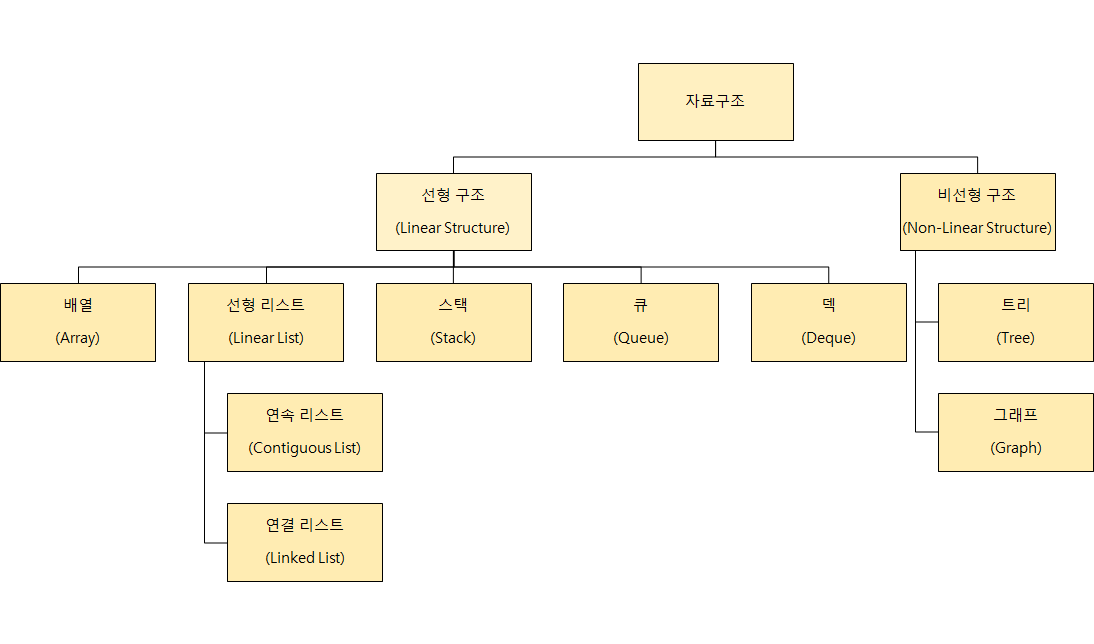 자료구조
선형 구조
(Linear Structure)
비선형 구조
(Non-Linear Structure)
배열
(Array)
선형 리스트
(Linear List)
스택
(Stack)
큐
(Queue)
덱
(Deque)
트리
(Tree)
연속 리스트
(Contiguous List)
그래프
(Graph)
연결 리스트
(Linked List)